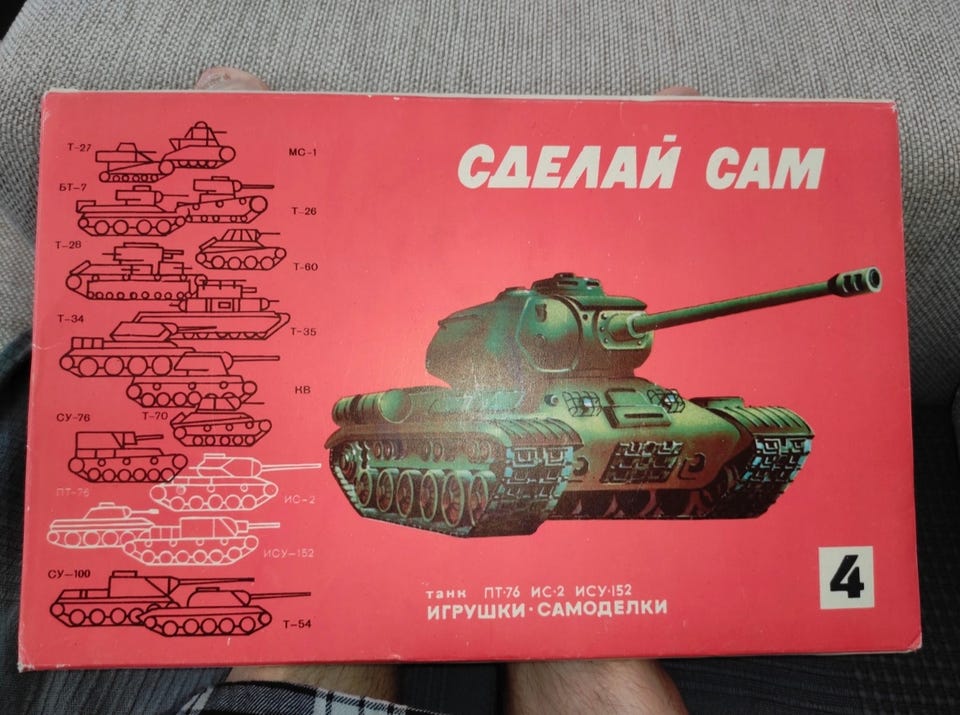 СДЕЛАЙ САМ
Т-27
МС-1
БТ-7
Т-26
Т-28
Т-60
Т-34
Т-35
КВ
СУ-76
Т-70
ПТ-76
ИС-2
ИСУ-152
СУ-100
Т-54
танк ПТ-76 ИС-2 ИСУ-152
ИГРУШКИ-САМОДЕЛКИ
4